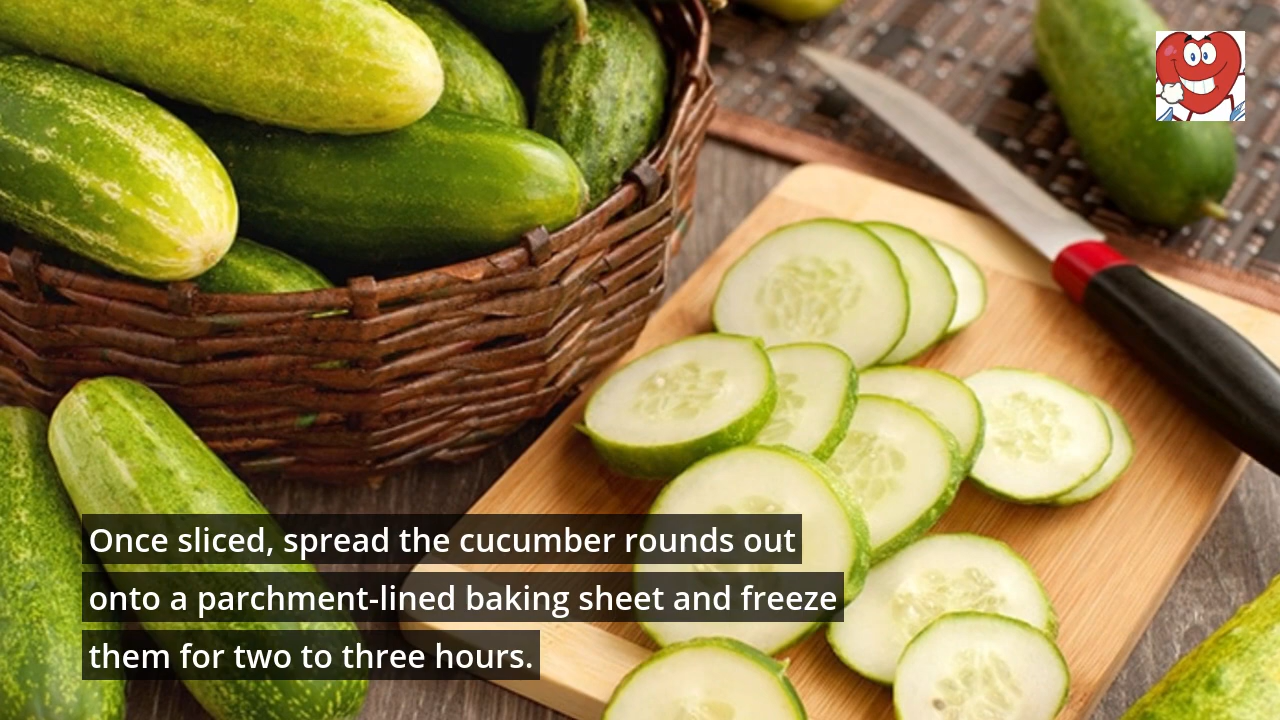 Once sliced, spread the cucumber rounds out
onto a parchment-lined baking sheet and freeze
them for two to three hours.